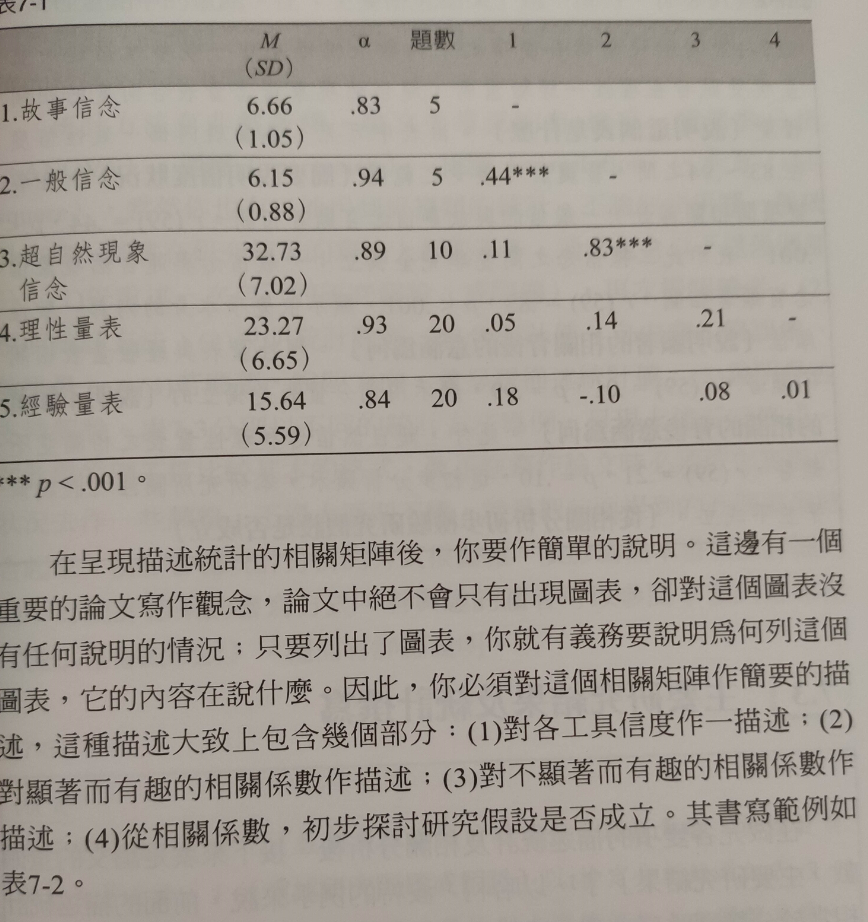 表7-1
M α 題數 1 2 3 4
(SD)
1.故事信念 6.66 .83 5 -
(1.05)
2.一般信念 6.15 .94 5 .44*** -
(0.88)
3.超自然現象 32.73 .89 10 .11 .83*** -
信念 (7.02)
4.理性量表 23.27 .93 20 .05 .14 .21 -
(6.65)
5.經驗量表 15.64 .84 20 .18 -.10 .08 .01
(5.59)
*** p < .001。
在呈現描述統計的相關矩陣後，你要作簡單的說明。這邊有一個
重要的論文寫作觀念，論文中絕不會只有出現圖表，卻對這個圖表沒
有任何說明的情況；只要列出了圖表，你就有義務要說明為何列這個
圖表，它的內容在說什麼。因此，你必須對這個相關矩陣作簡要的描
述，這種描述大致上包含幾個部分：(1)對各工具信度作一描述；(2)
對顯著而有趣的相關係數作描述；(3)對不顯著而有趣的相關係數作
描述；(4)從相關係數，初步探討研究假設是否成立。其書寫範例如
表7-2。